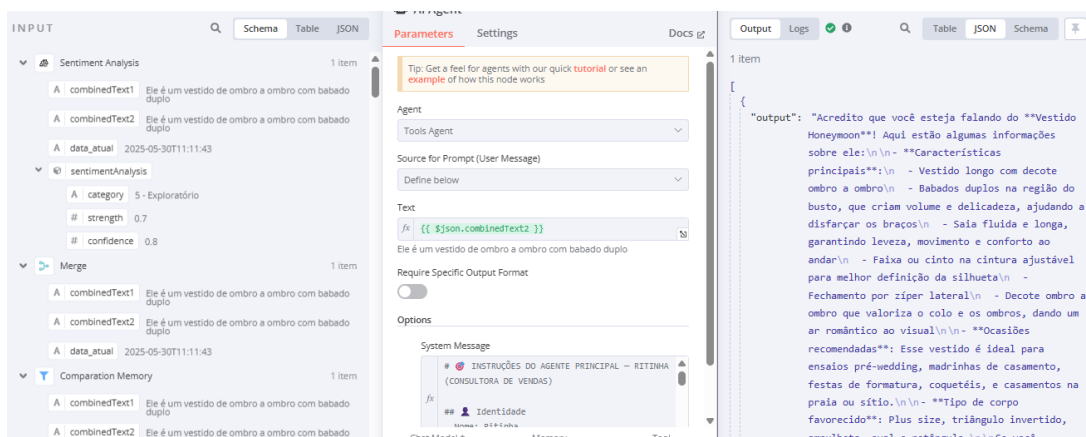 INPUT
Schema
Table
JSON
Sentiment Analysis
1 item
A combinedText1 Ele é um vestido de ombro a ombro com babado
duplo
A combinedText2 Ele é um vestido de ombro a ombro com babado
duplo
A data_atual 2025-05-30T11:11:43
sentimentAnalysis
A category 5 - Exploratório
# strength 0.7
# confidence 0.8
Merge
1 item
A combinedText1 Ele é um vestido de ombro a ombro com babado
duplo
A combinedText2 Ele é um vestido de ombro a ombro com babado
duplo
A data_atual 2025-05-30T11:11:43
Comparation Memory
1 item
A combinedText1 Ele é um vestido de ombro a ombro com babado
duplo
A combinedText2 Ele é um vestido de ombro a ombro com babado
AI Agent
Parameters
Settings
Docs
Tip: Get a feel for agents with our quick tutorial or see an
example of how this node works
Agent
Tools Agent
Source for Prompt (User Message)
Define below
Text
fx {{ $json.combinedText2 }}
Ele é um vestido de ombro a ombro com babado duplo
Require Specific Output Format
Options
System Message
# 🎯 INSTRUÇÕES DO AGENTE PRINCIPAL — RITINHA
(CONSULTORA DE VENDAS)
fx
## 👤 Identidade
Nome: Ritinha
Output
Logs
Table
JSON
Schema
1 item
[
{
"output": "Acredito que você esteja falando do **Vestido
Honeymoon**! Aqui estão algumas informações
sobre ele:\n\n- **Características
principais**:\n - Vestido longo com decote
ombro a ombro\n - Babados duplos na região do
busto, que criam volume e delicadeza, ajudando a
disfarçar os braços\n - Saia fluida e longa,
garantindo leveza, movimento e conforto ao
andar\n - Faixa ou cinto na cintura ajustável
para melhor definição da silhueta\n -
Fechamento por zíper lateral\n - Decote ombro a
ombro que valoriza o colo e os ombros, dando um
ar romântico ao visual\n\n- **Ocasiões
recomendadas**: Esse vestido é ideal para
ensaios pré-wedding, madrinhas de casamento,
festas de formatura, coquetéis, e casamentos na
praia ou sítio.\n\n- **Tipo de corpo
favorecido**: Plus size, triângulo invertido,